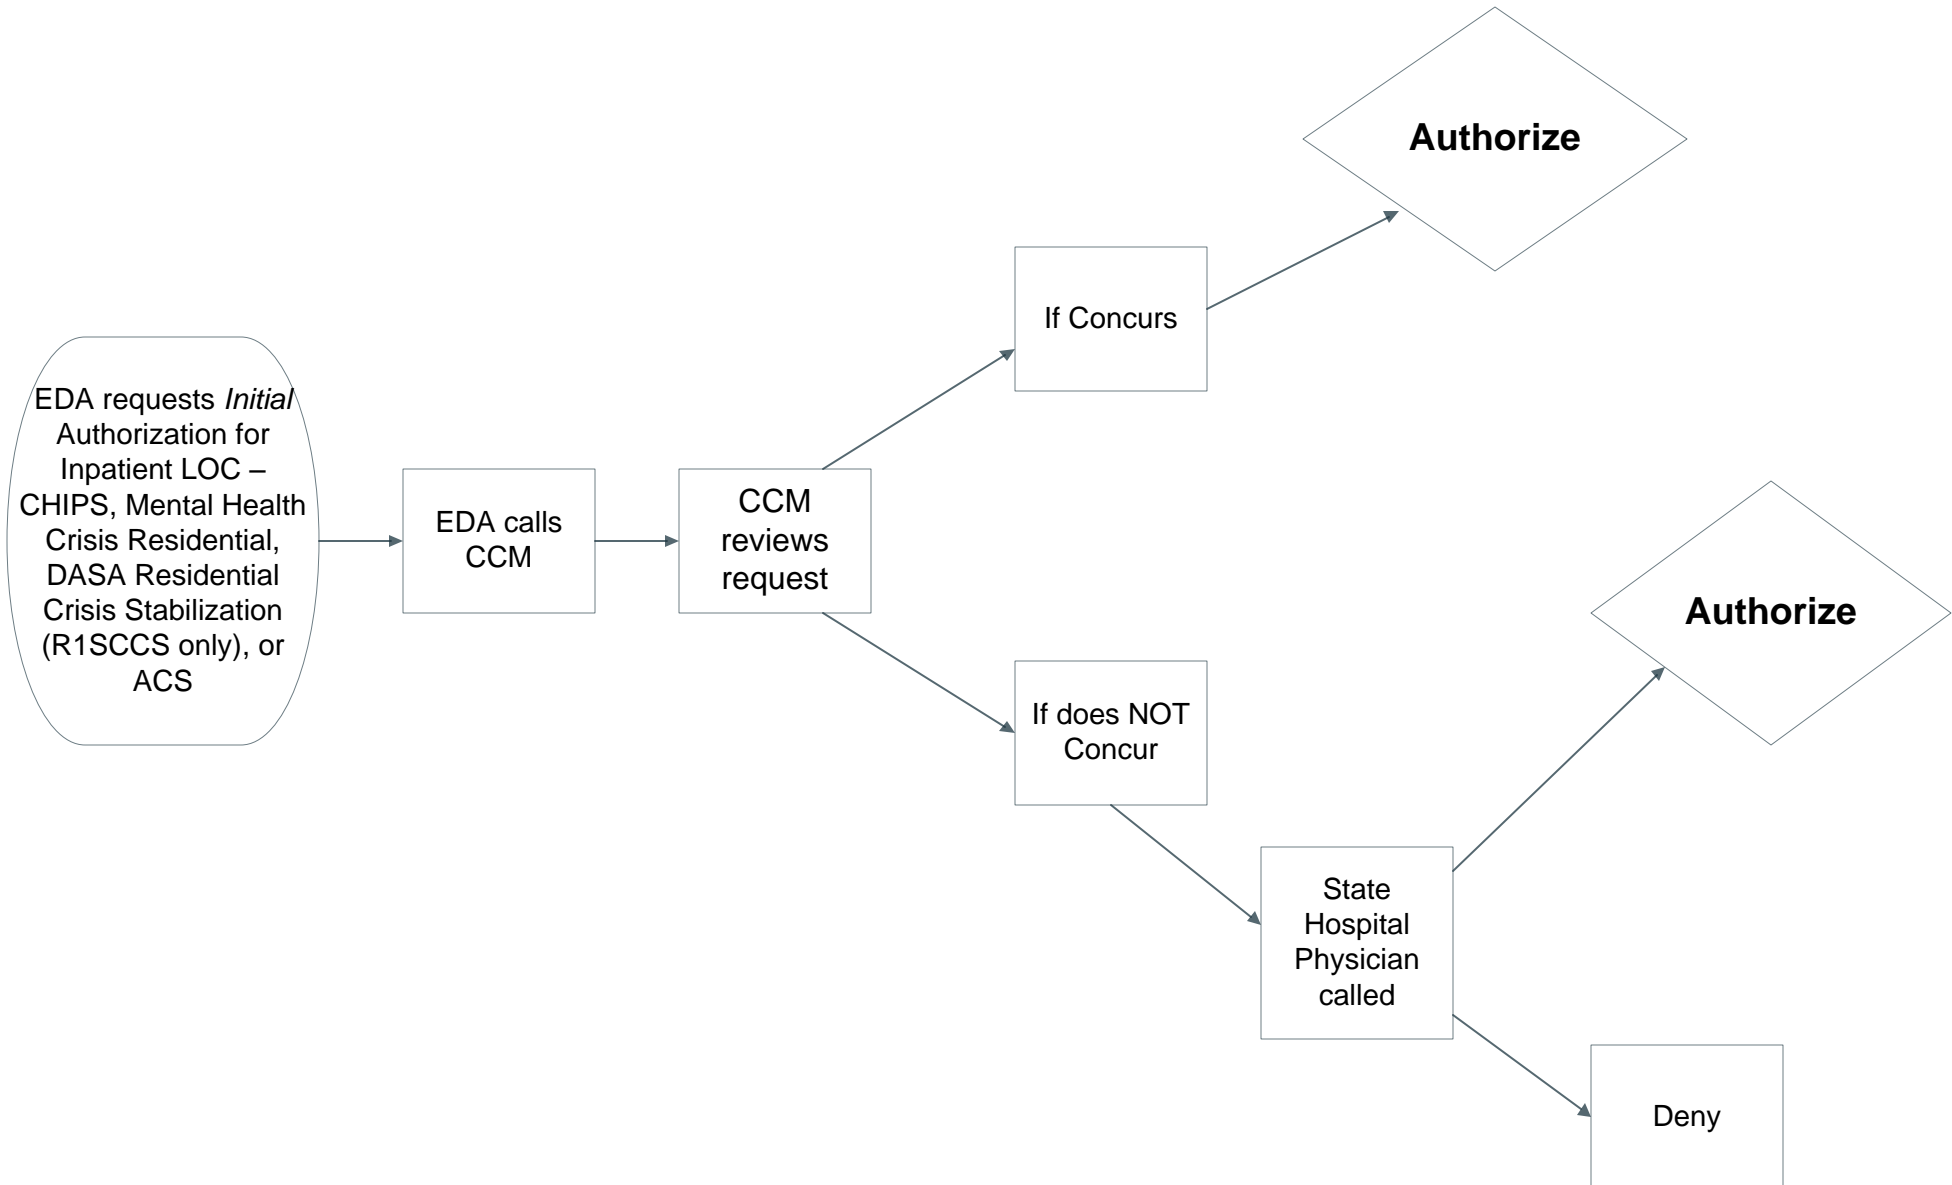 EDA requests Initial
Authorization for
Inpatient LOC –
CHIPS, Mental Health
Crisis Residential,
DASA Residential
Crisis Stabilization
(R1SCCS only), or
ACS
EDA calls
CCM
CCM
reviews
request
If Concurs
Authorize
If does NOT
Concur
State
Hospital
Physician
called
Authorize
Deny